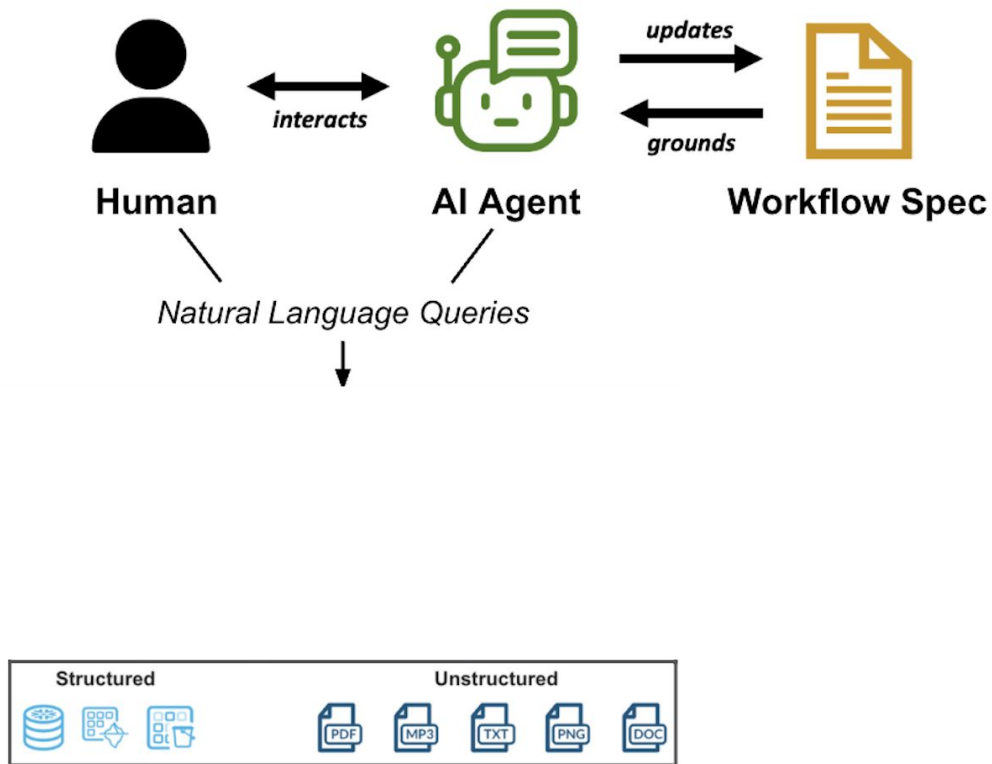 updates
interacts
grounds
Human
AI Agent
Workflow Spec
Natural Language Queries
Structured
Unstructured
PDF
MP3
TXT
PNG
DOC